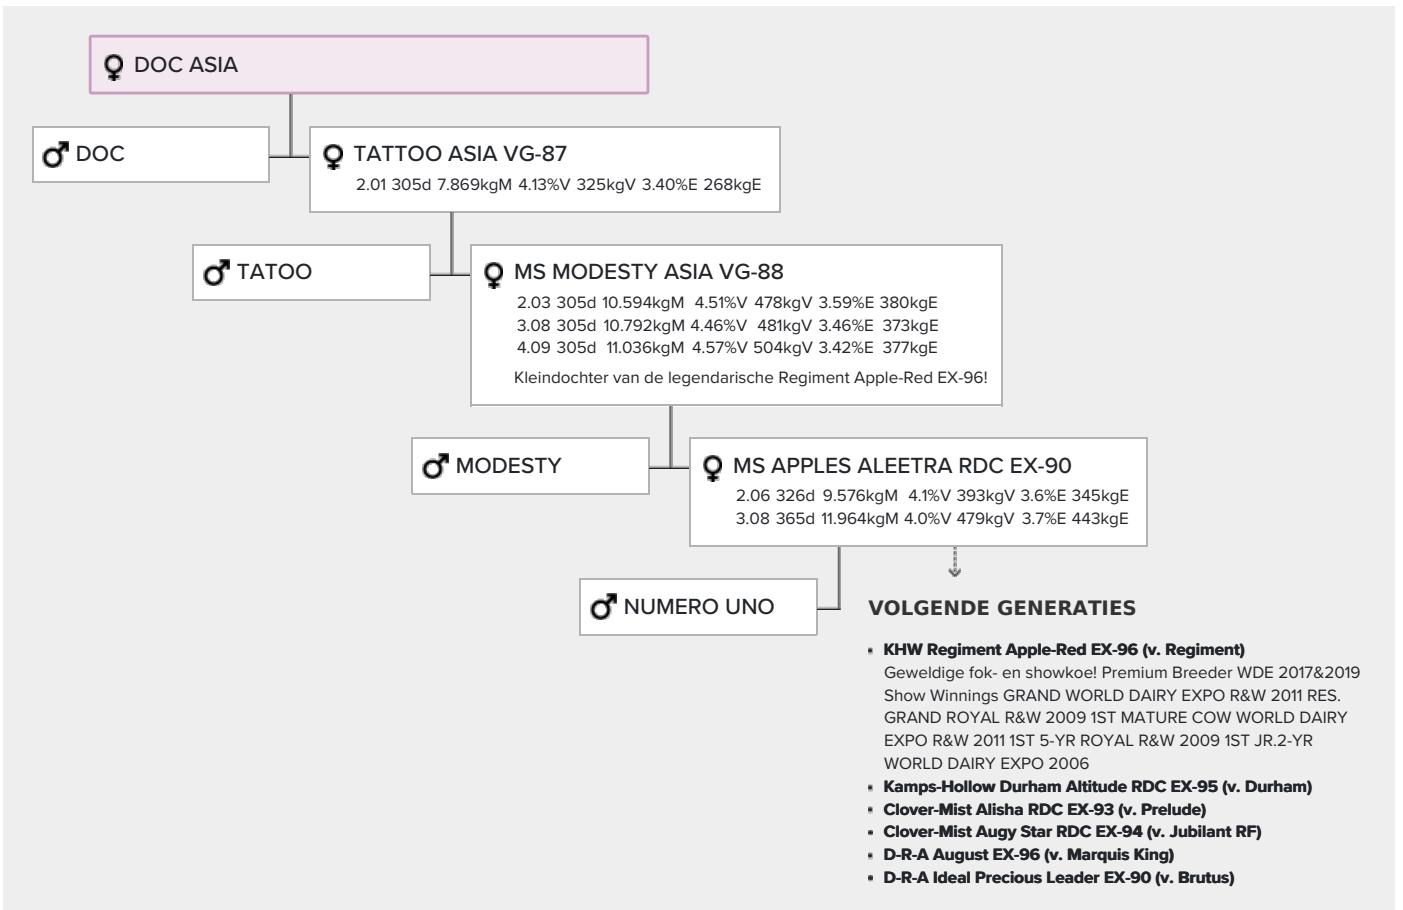 DOC ASIA
DOC
TATTOO ASIA VG-87
2.01 305d 7.869kgM 4.13%V 325kgV 3.40%E 268kgE
TATOO
MS MODESTY ASIA VG-88
2.03 305d 10.594kgM 4.51%V 478kgV 3.59%E 380kgE
3.08 305d 10.792kgM 4.46%V 481kgV 3.46%E 373kgE
4.09 305d 11.036kgM 4.57%V 504kgV 3.42%E 377kgE
Kleindochter van de legendarische Regiment Apple-Red EX-96!
MODESTY
MS APPLES ALEETRA RDC EX-90
2.06 326d 9.576kgM 4.1%V 393kgV 3.6%E 345kgE
3.08 365d 11.964kgM 4.0%V 479kgV 3.7%E 443kgE
NUMERO UNO
VOLGENDE GENERATIES
KHW Regiment Apple-Red EX-96 (v. Regiment)
Geweldige fok- en showkoe! Premium Breeder WDE 2017&2019
Show Winnings GRAND WORLD DAIRY EXPO R&W 2011 RES.
GRAND ROYAL R&W 2009 1ST MATURE COW WORLD DAIRY
EXPO R&W 2011 1ST 5-YR ROYAL R&W 2009 1ST JR.2-YR
WORLD DAIRY EXPO 2006
Kamps-Hollow Durham Altitude RDC EX-95 (v. Durham)
Clover-Mist Alisha RDC EX-93 (v. Prelude)
Clover-Mist Augy Star RDC EX-94 (v. Jubilant RF)
D-R-A August EX-96 (v. Marquis King)
D-R-A Ideal Precious Leader EX-90 (v. Brutus)